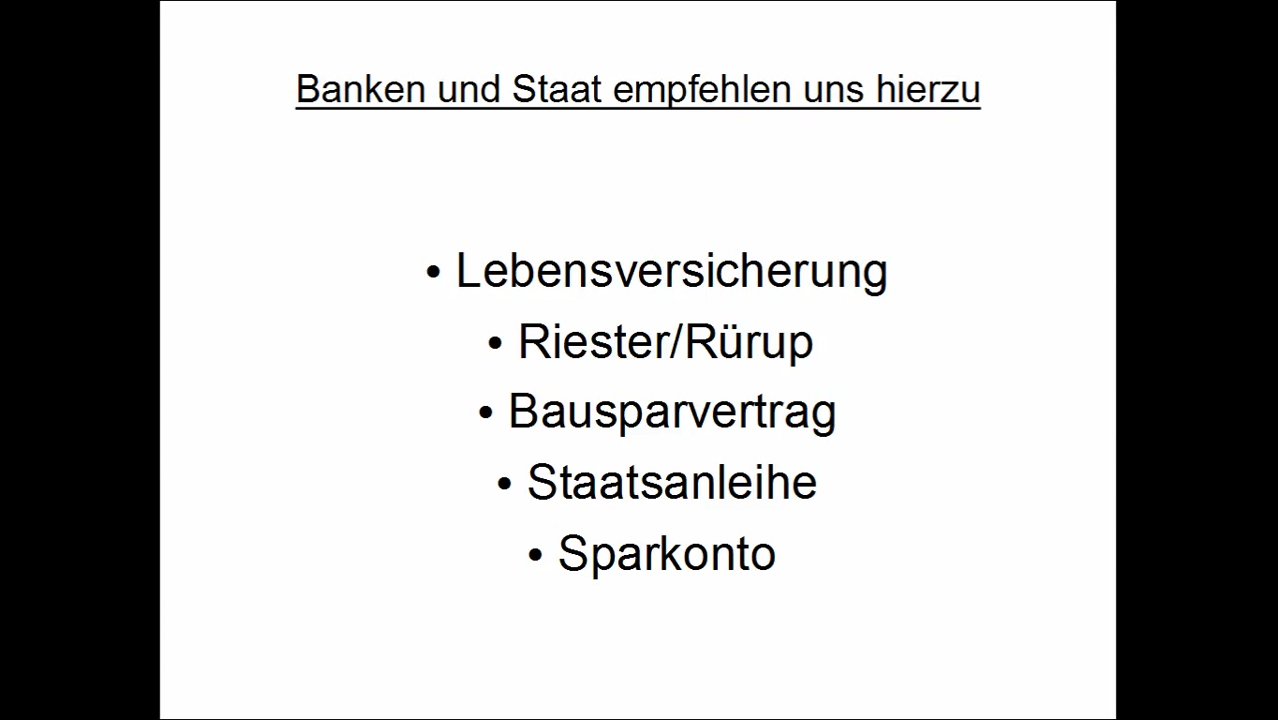 Banken und Staat empfehlen uns hierzu
• Lebensversicherung
• Riester/Rürup
• Bausparvertrag
• Staatsanleihe
• Sparkonto